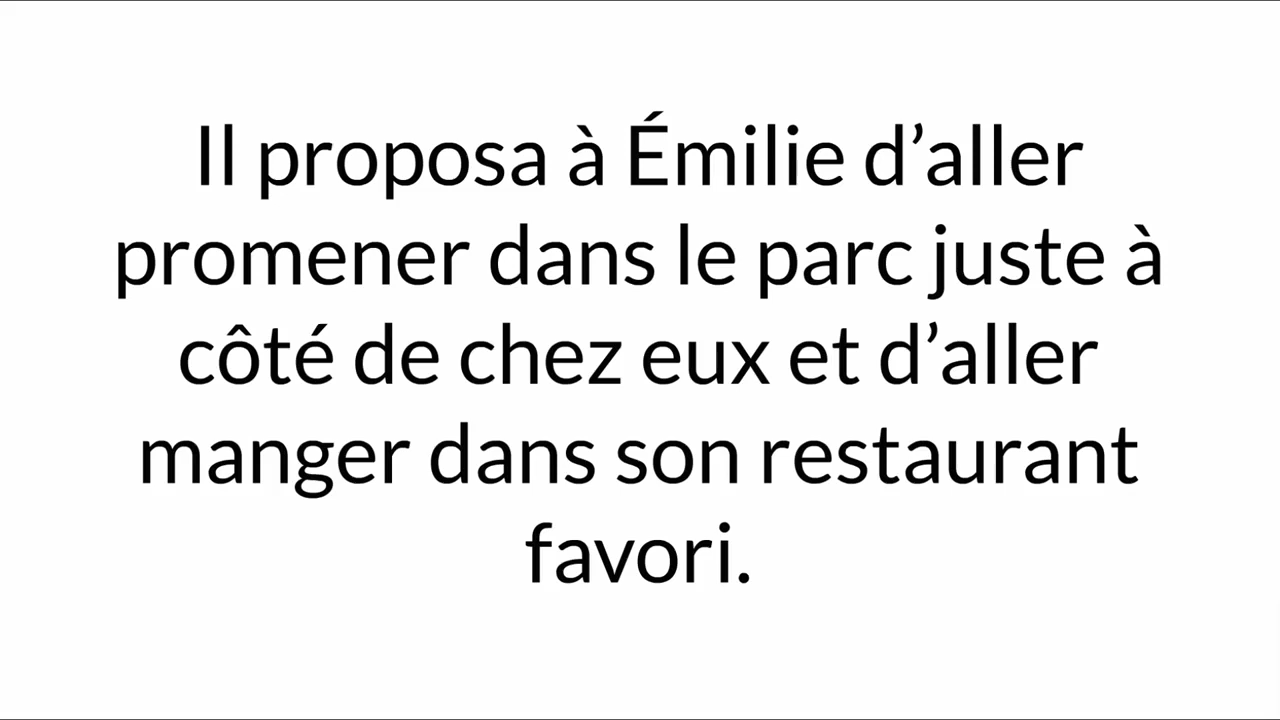 Il proposa à Émilie d’aller
promener dans le parc juste à
côté de chez eux et d’aller
manger dans son restaurant
favori.